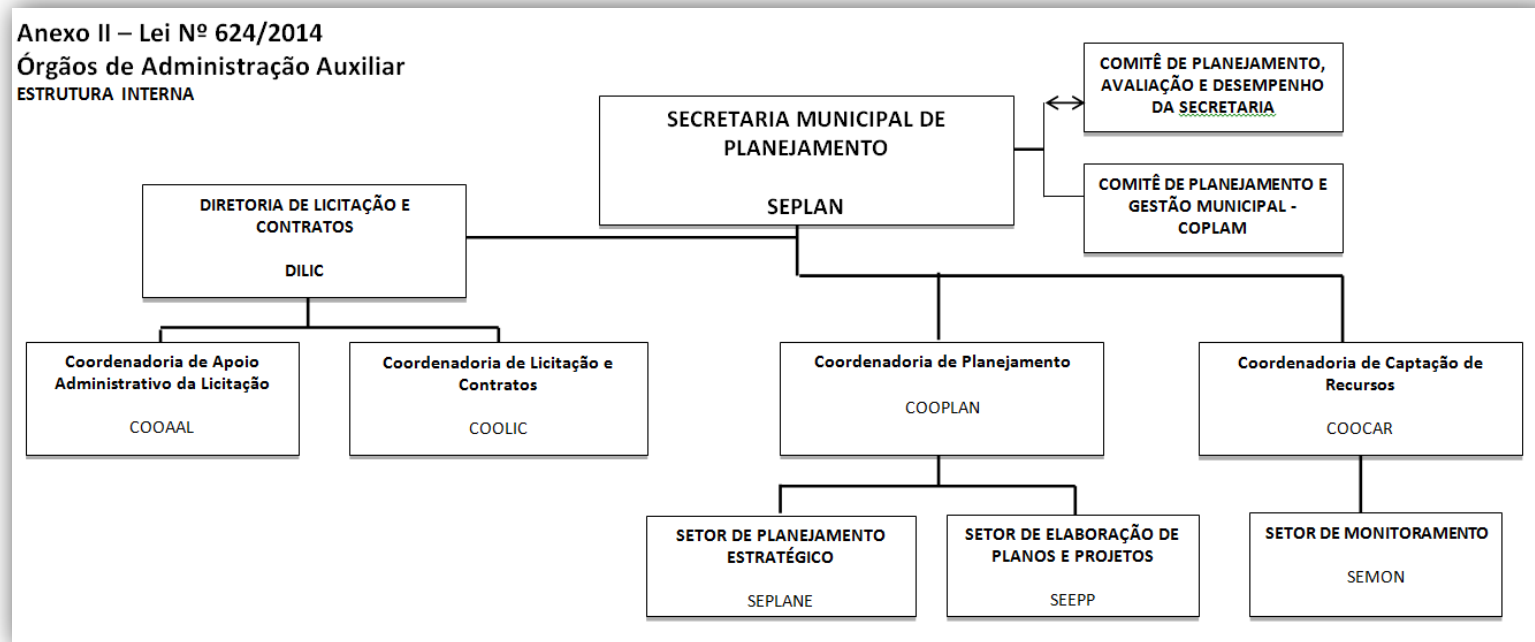 Anexo II – Lei Nº 624/2014
Órgãos de Administração Auxiliar
ESTRUTURA INTERNA
COMITÊ DE PLANEJAMENTO,
AVALIAÇÃO E DESEMPENHO
DA SECRETARIA
SECRETARIA MUNICIPAL DE
PLANEJAMENTO
SEPLAN
COMITÊ DE PLANEJAMENTO E
GESTÃO MUNICIPAL -
COPLAM
DIRETORIA DE LICITAÇÃO E
CONTRATOS
DILIC
Coordenadoria de Apoio
Administrativo da Licitação
COOAAL
Coordenadoria de Licitação e
Contratos
COOLIC
Coordenadoria de Planejamento
COOPLAN
Coordenadoria de Captação de
Recursos
COOCAR
SETOR DE PLANEJAMENTO
ESTRATÉGICO
SEPLANE
SETOR DE ELABORAÇÃO DE
PLANOS E PROJETOS
SEEPP
SETOR DE MONITORAMENTO
SEMON